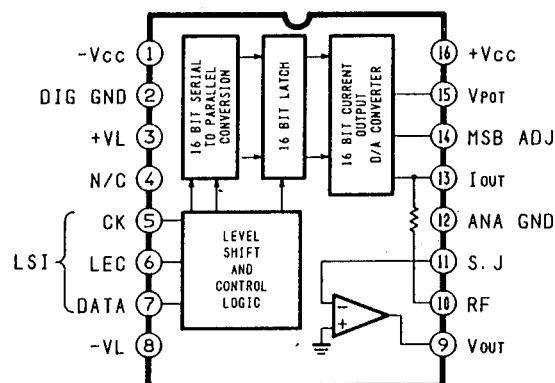 -Vcc 1
DIG GND 2
+VL 3
N/C 4
LSI
CK 5
LEC 6
DATA 7
-VL 8
16 BIT SERIAL
TO PARALLEL
CONVERSION
16 BIT LATCH
16 BIT CURRENT
OUTPUT
D/A CONVERTER
LEVEL
SHIFT
AND
CONTROL
LOGIC
-
+
16 +Vcc
15 VPOT
14 MSB ADJ
13 IOUT
12 ANA GND
11 S.J
10 RF
9 VOUT